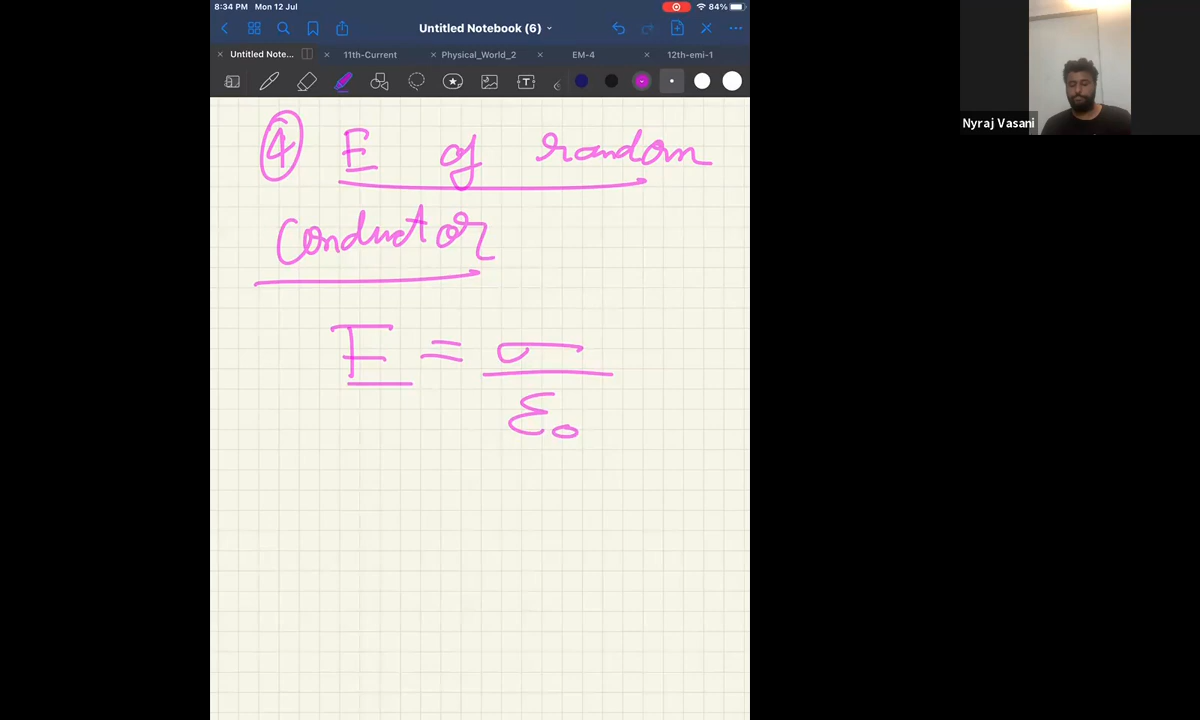 8:34 PM Mon 12 Jul
84%
Untitled Notebook (6)
Untitled Note...
11th-Current
Physical_World_2
EM-4
12th-emi-1
Nyraj Vasani
④ E of random
conductor
E = σ
ε₀